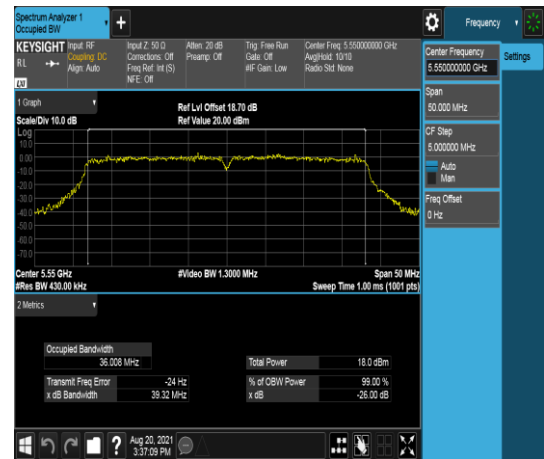 Spectrum Analyzer 1
Occupied BW
+
Frequency
KEYSIGHT
RL
LXI
Input: RF
Coupling: DC
Align: Auto
Input Z: 50 Ω
Corrections: Off
Freq Ref: Int (S)
NFE: Off
Atten: 20 dB
Preamp: Off
Trig: Free Run
Gate: Off
#IF Gain: Low
Center Freq: 5.550000000 GHz
Avg|Hold: 10/10
Radio Std: None
Center Frequency
5.550000000 GHz
Settings
Span
50.000 MHz
CF Step
5.000000 MHz
Auto
Man
Freq Offset
0 Hz
1 Graph
Scale/Div 10.0 dB
Ref Lvl Offset 18.70 dB
Ref Value 20.00 dBm
Log
10.0
0.00
-10.0
-20.0
-30.0
-40.0
-50.0
-60.0
-70.0
Center 5.55 GHz
#Res BW 430.00 kHz
#Video BW 1.3000 MHz
Span 50 MHz
Sweep Time 1.00 ms (1001 pts)
2 Metrics
Occupied Bandwidth
36.008 MHz
Total Power 18.0 dBm
Transmit Freq Error -24 Hz
% of OBW Power 99.00 %
x dB Bandwidth 39.32 MHz
x dB -26.00 dB
?
Aug 20, 2021
3:37:09 PM